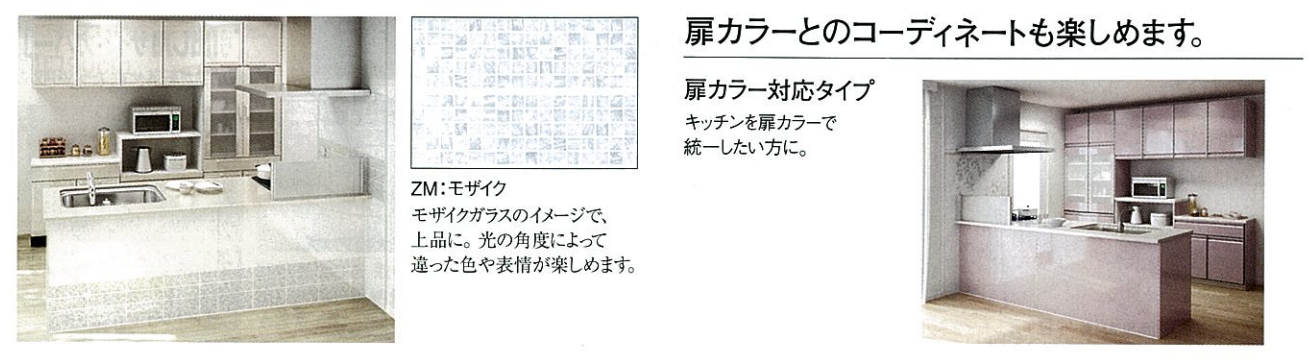 ZM:モザイク
モザイクガラスのイメージで、
上品に。光の角度によって
違った色や表情が楽しめます。
扉カラーとのコーディネートも楽しめます。
扉カラー対応タイプ
キッチンを扉カラーで
統一したい方に。